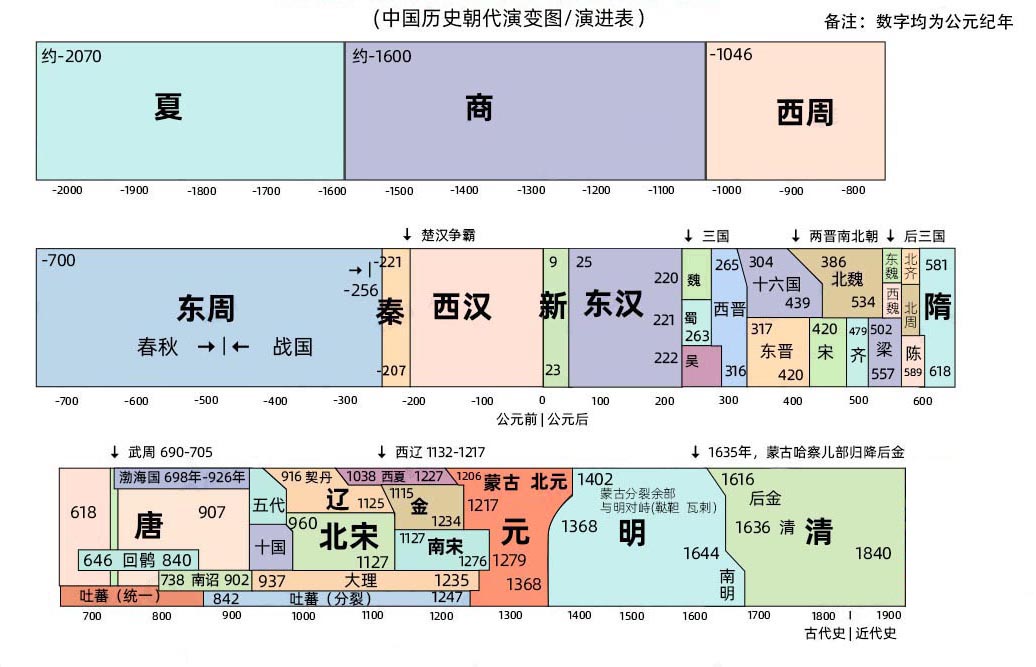 (中国历史朝代演变图/演进表)
备注：数字均为公元纪年
约-2070
约-1600
-1046
夏
商
西周
-2000 -1900 -1800 -1700 -1600 -1500 -1400 -1300 -1200 -1100 -1000 -900 -800
↓ 楚汉争霸
↓ 三国
↓ 两晋南北朝
↓ 后三国
-700
→|
-256
东周
春秋 →|← 战国
-221
秦
-207
西汉
9
新
23
25
东汉
220
221
222
魏
蜀
263
吴
265
西晋
316
304
十六国
439
386
北魏
534
东魏
西魏
北齐
北周
317
东晋
420
420
宋
479
齐
502
梁
557
陈
589
581
隋
618
-700 -600 -500 -400 -300 -200 -100 0 100 200 300 400 500 600
公元前|公元后
↓ 武周 690-705
↓ 西辽 1132-1217
↓ 1635年，蒙古哈察儿部归降后金
618
渤海国 698年-926年
唐
907
646 回鹘 840
738 南诏 902
吐蕃（统一）
842 吐蕃（分裂） 1247
五代
十国
937 大理 1235
916 契丹
辽
1125
960
北宋
1127
1038 西夏 1227
1115
金
1234
1127
南宋
1276
1206
蒙古 北元
1217
元
1279
1368
1402
蒙古分裂余部
与明对峙(鞑靼 瓦剌)
1368
明
1644
南明
1616
后金
1636 清
清
1840
700 800 900 1000 1100 1200 1300 1400 1500 1600 1700 1800 1900
古代史|近代史